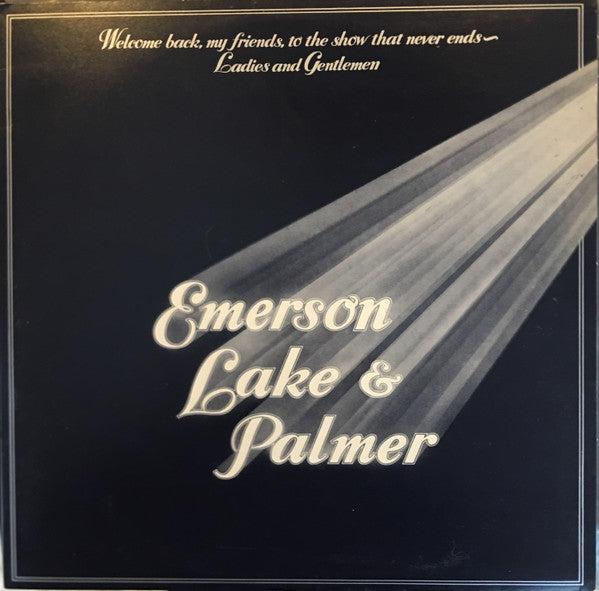 Welcome back, my friends, to the show that never ends~
Ladies and Gentlemen
Emerson
Lake &
Palmer